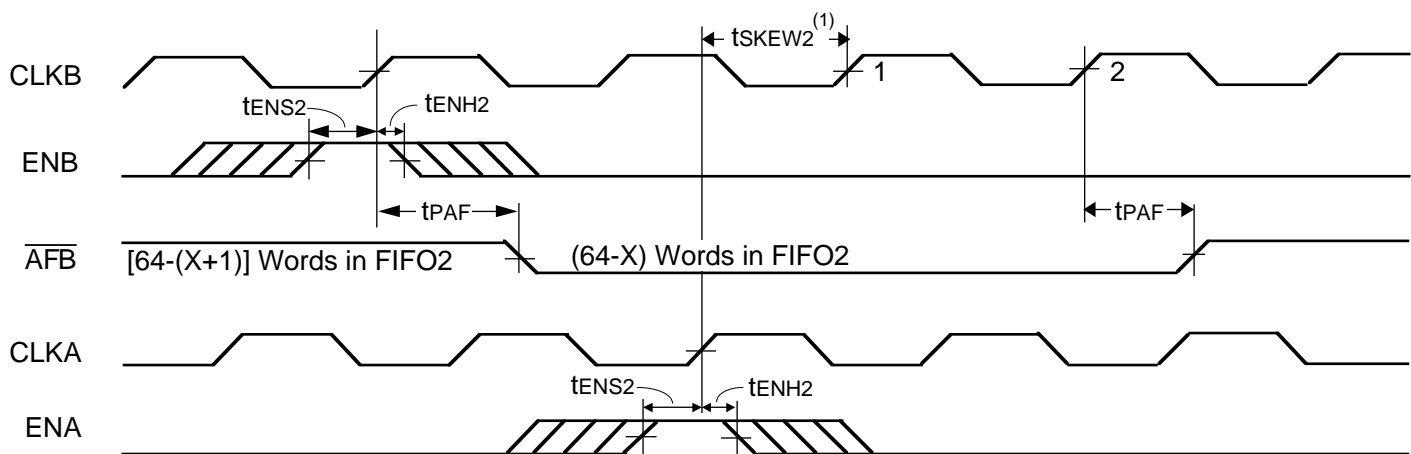 tSKEW2(1)
CLKB 1 2
tENS2 tENH2
ENB
tPAF tPAF
AFB [64-(X+1)] Words in FIFO2 (64-X) Words in FIFO2
CLKA
tENS2 tENH2
ENA